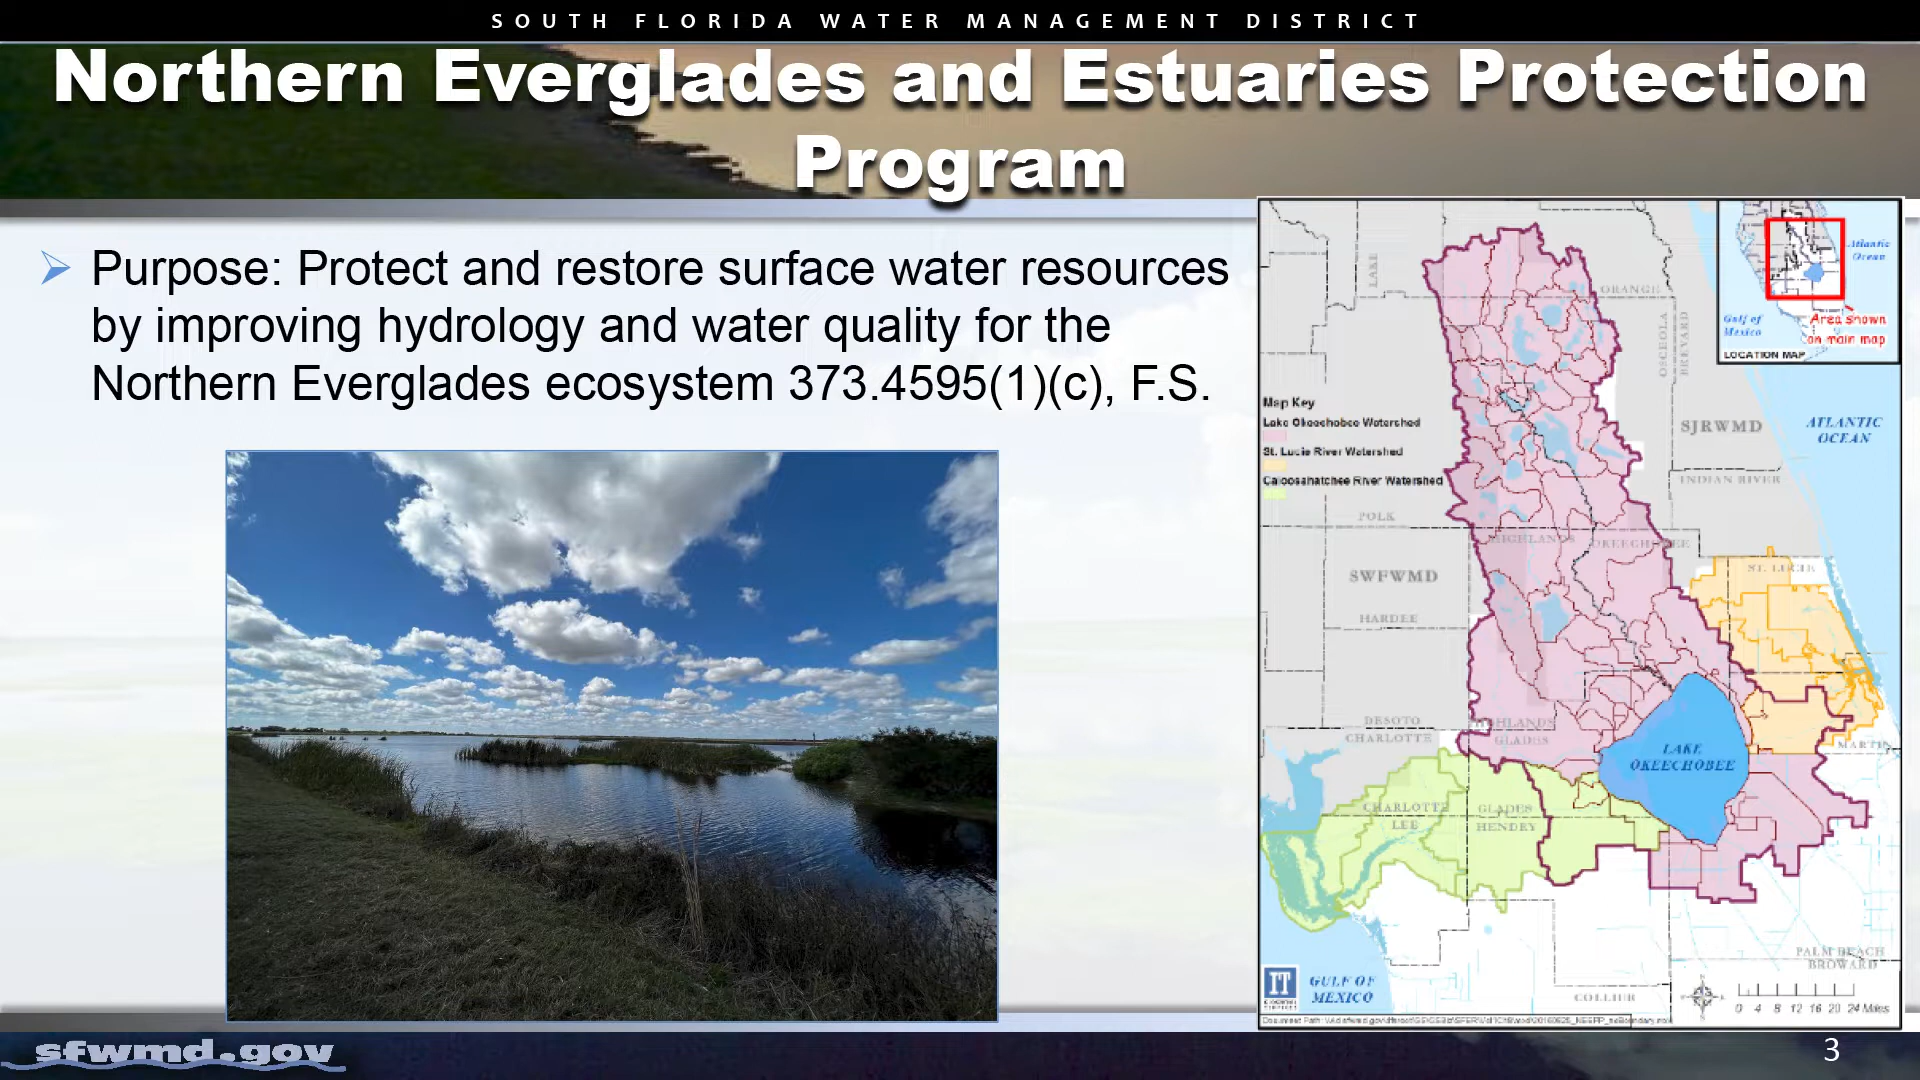 SOUTH FLORIDA WATER MANAGEMENT DISTRICT
Northern Everglades and Estuaries Protection
Program
Purpose: Protect and restore surface water resources
by improving hydrology and water quality for the
Northern Everglades ecosystem 373.4595(1)(c), F.S.
Atlantic
Ocean
Gulf of
Mexico
Area shown
on main map
LOCATION MAP
LAKE
ORANGE
OSCEOLA
BREVARD
Map Key
Lake Okeechobee Watershed
St. Lucie River Watershed
Caloosahatchee River Watershed
SJRWMD
ATLANTIC
OCEAN
INDIAN RIVER
POLK
HIGHLANDS
OKEECHOBEE
SWFWMD
ST. LUCIE
HARDEE
DESOTO
CHARLOTTE
HIGHLANDS
GLADES
LAKE
OKEECHOBEE
MARTIN
CHARLOTTE
LEE
GLADES
HENDRY
PALM BEACH
BROWARD
COLLIER
GULF OF
MEXICO
IT
0 4 8 12 16 20 24 Miles
sfwmd.gov
3